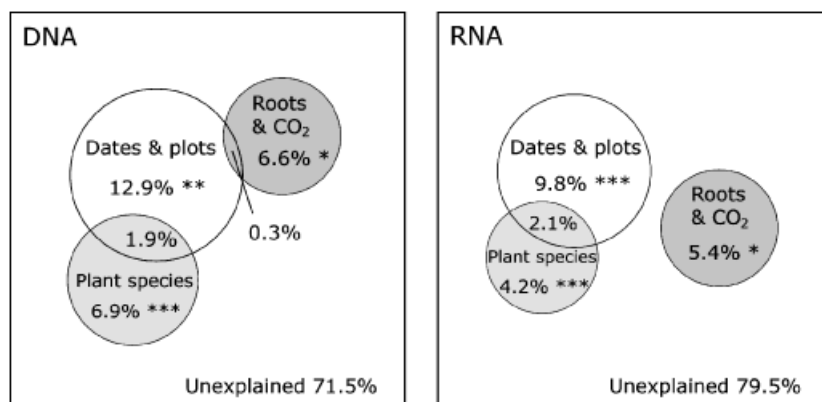 DNA
Roots
& CO₂
6.6% *
Dates & plots
12.9% **
0.3%
1.9%
Plant species
6.9% ***
Unexplained 71.5%
RNA
Dates & plots
9.8% ***
Roots
& CO₂
5.4% *
2.1%
Plant species
4.2% ***
Unexplained 79.5%